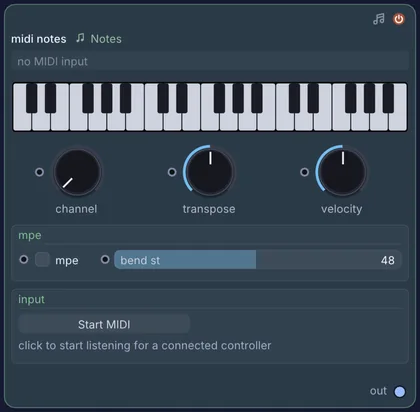 midi notes Notes
no MIDI input
channel transpose velocity
mpe
mpe bend st 48
input
Start MIDI
click to start listening for a connected controller
out